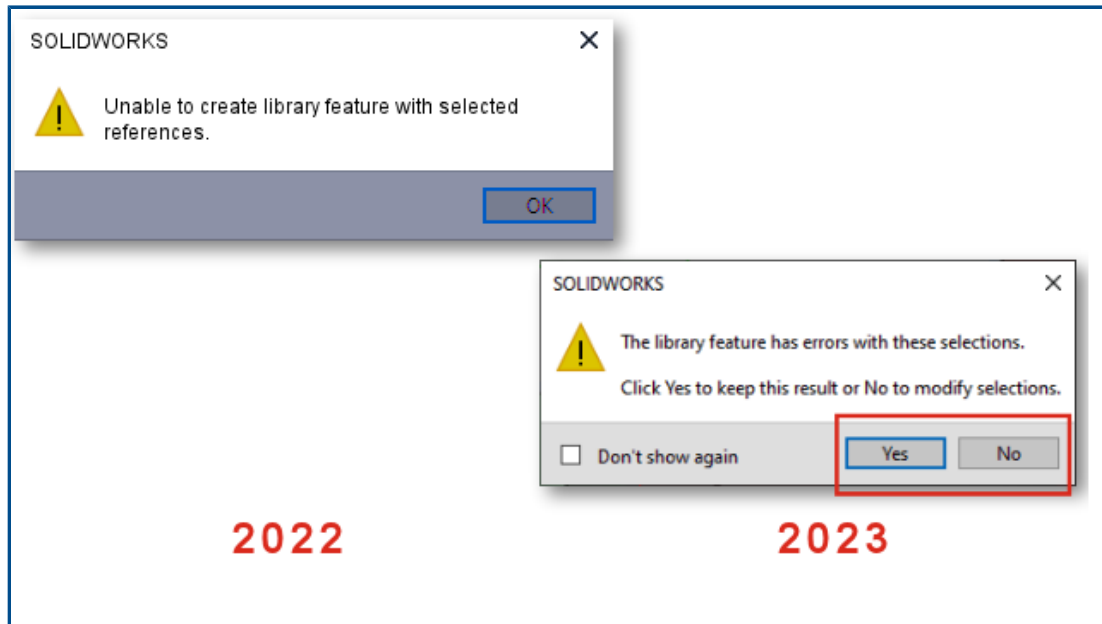 SOLIDWORKS
Unable to create library feature with selected
references.
OK
SOLIDWORKS
The library feature has errors with these selections.
Click Yes to keep this result or No to modify selections.
Don't show again
Yes
No
2022
2023